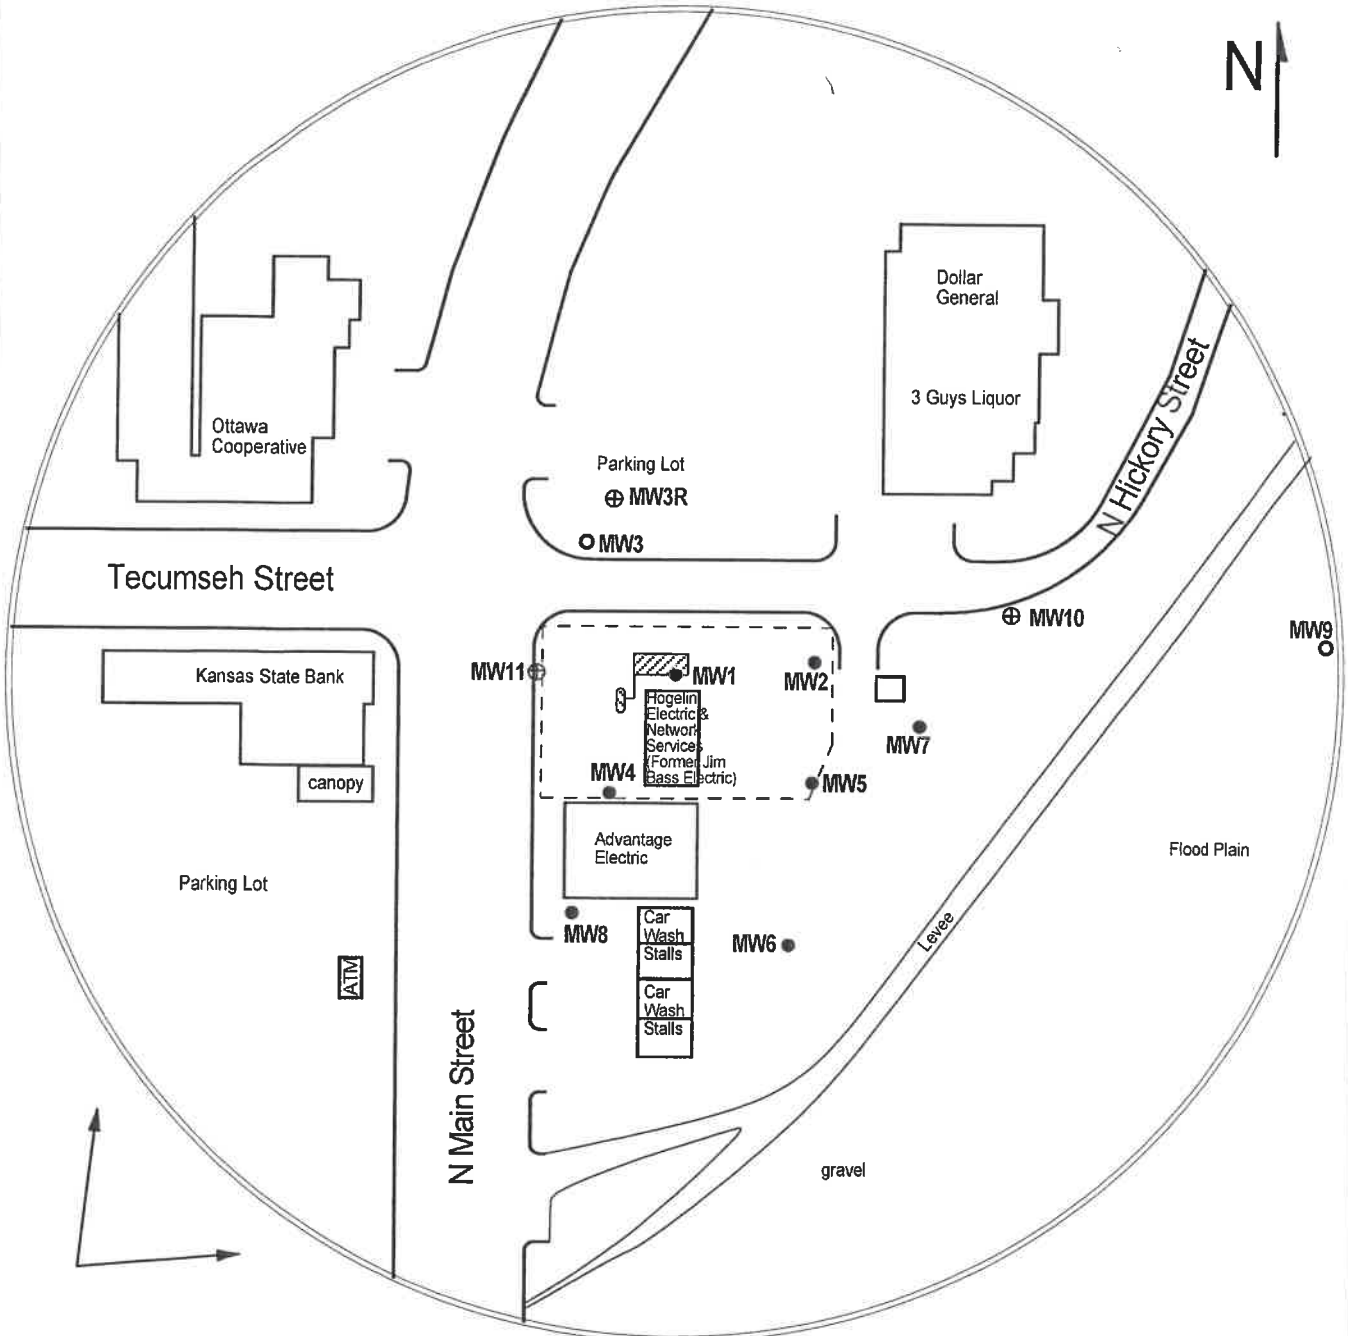 N
Dollar
General
3 Guys Liquor
N Hickory Street
Ottawa
Cooperative
Parking Lot
MW3R
MW3
Tecumseh Street
MW10
MW9
Kansas State Bank
MW11
MW1
MW2
Hogelin
Electric &
Network
Services
(Former Jim
Bass Electric)
MW7
canopy
MW4
MW5
Advantage
Electric
Flood Plain
Parking Lot
MW8
Car
Wash
Stalls
MW6
Levee
ATM
Car
Wash
Stalls
N Main Street
gravel